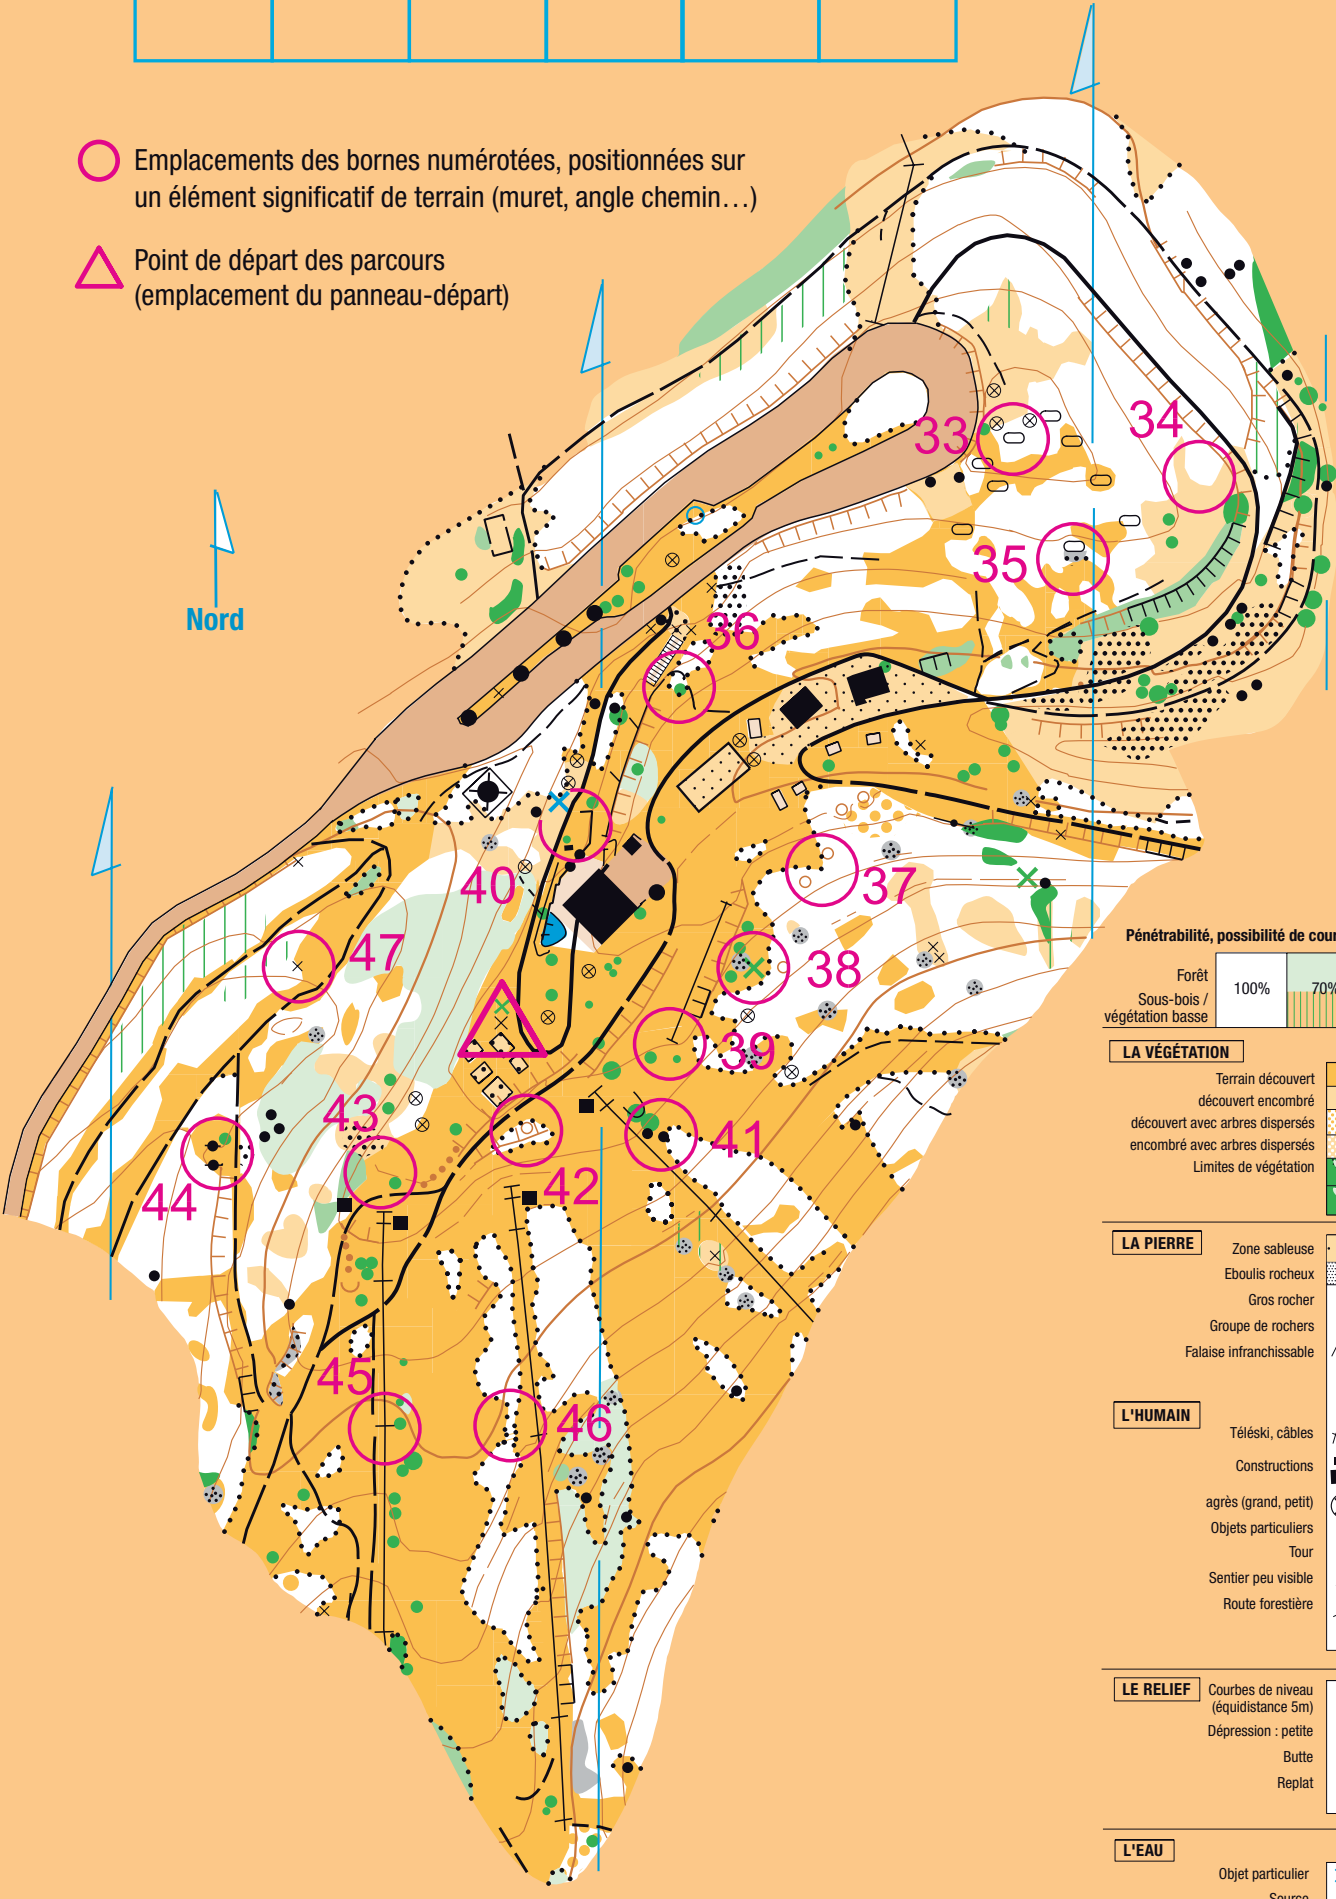 Emplacements des bornes numérotées, positionnées sur
un élément significatif de terrain (muret, angle chemin…)
Point de départ des parcours
(emplacement du panneau-départ)
Nord
33
34
35
36
37
38
39
40
41
42
43
44
45
46
47
Pénétrabilité, possibilité de cour
Forêt
100%
70%
Sous-bois /
végétation basse
LA VÉGÉTATION
Terrain découvert
découvert encombré
découvert avec arbres dispersés
encombré avec arbres dispersés
Limites de végétation
LA PIERRE
Zone sableuse
Eboulis rocheux
Gros rocher
Groupe de rochers
Falaise infranchissable
L'HUMAIN
Téléski, câbles
Constructions
agrès (grand, petit)
Objets particuliers
Tour
Sentier peu visible
Route forestière
LE RELIEF
Courbes de niveau
(équidistance 5m)
Dépression : petite
Butte
Replat
L'EAU
Objet particulier
Source